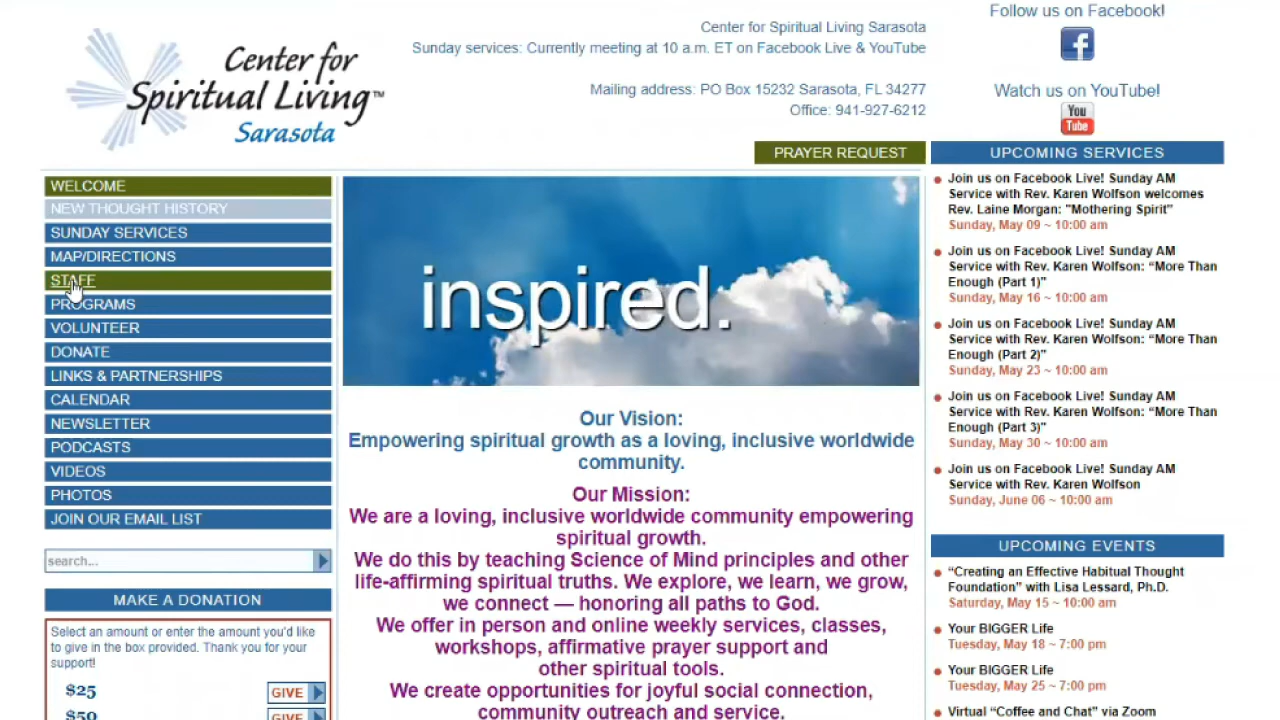 Center for
Spiritual Living™
Sarasota
Center for Spiritual Living Sarasota
Sunday services: Currently meeting at 10 a.m. ET on Facebook Live & YouTube
Mailing address: PO Box 15232 Sarasota, FL 34277
Office: 941-927-6212
PRAYER REQUEST
Follow us on Facebook!
f
Watch us on YouTube!
You
Tube
WELCOME
NEW THOUGHT HISTORY
SUNDAY SERVICES
MAP/DIRECTIONS
STAFF
PROGRAMS
VOLUNTEER
DONATE
LINKS & PARTNERSHIPS
CALENDAR
NEWSLETTER
PODCASTS
VIDEOS
PHOTOS
JOIN OUR EMAIL LIST
search...
MAKE A DONATION
Select an amount or enter the amount you'd like
to give in the box provided. Thank you for your
support!
$25
GIVE
$50
GIVE
inspired.
Our Vision:
Empowering spiritual growth as a loving, inclusive worldwide
community.
Our Mission:
We are a loving, inclusive worldwide community empowering
spiritual growth.
We do this by teaching Science of Mind principles and other
life-affirming spiritual truths. We explore, we learn, we grow,
we connect — honoring all paths to God.
We offer in person and online weekly services, classes,
workshops, affirmative prayer support and
other spiritual tools.
We create opportunities for joyful social connection,
community outreach and service.
UPCOMING SERVICES
Join us on Facebook Live! Sunday AM
Service with Rev. Karen Wolfson welcomes
Rev. Laine Morgan: "Mothering Spirit"
Sunday, May 09 ~ 10:00 am
Join us on Facebook Live! Sunday AM
Service with Rev. Karen Wolfson: “More Than
Enough (Part 1)”
Sunday, May 16 ~ 10:00 am
Join us on Facebook Live! Sunday AM
Service with Rev. Karen Wolfson: “More Than
Enough (Part 2)”
Sunday, May 23 ~ 10:00 am
Join us on Facebook Live! Sunday AM
Service with Rev. Karen Wolfson: “More Than
Enough (Part 3)”
Sunday, May 30 ~ 10:00 am
Join us on Facebook Live! Sunday AM
Service with Rev. Karen Wolfson
Sunday, June 06 ~ 10:00 am
UPCOMING EVENTS
“Creating an Effective Habitual Thought
Foundation” with Lisa Lessard, Ph.D.
Saturday, May 15 ~ 10:00 am
Your BIGGER Life
Tuesday, May 18 ~ 7:00 pm
Your BIGGER Life
Tuesday, May 25 ~ 7:00 pm
Virtual “Coffee and Chat” via Zoom